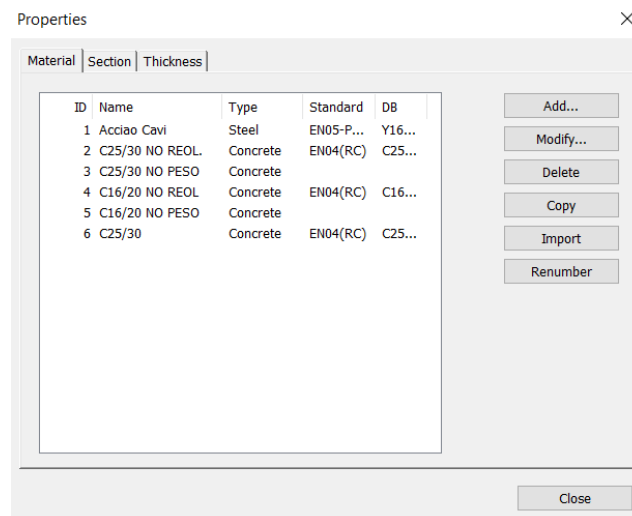 Properties
Material Section Thickness
ID Name Type Standard DB
1 Acciao Cavi Steel EN05-P... Y16...
2 C25/30 NO REOL. Concrete EN04(RC) C25...
3 C25/30 NO PESO Concrete
4 C16/20 NO REOL Concrete EN04(RC) C16...
5 C16/20 NO PESO Concrete
6 C25/30 Concrete EN04(RC) C25...
Add...
Modify...
Delete
Copy
Import
Renumber
Close